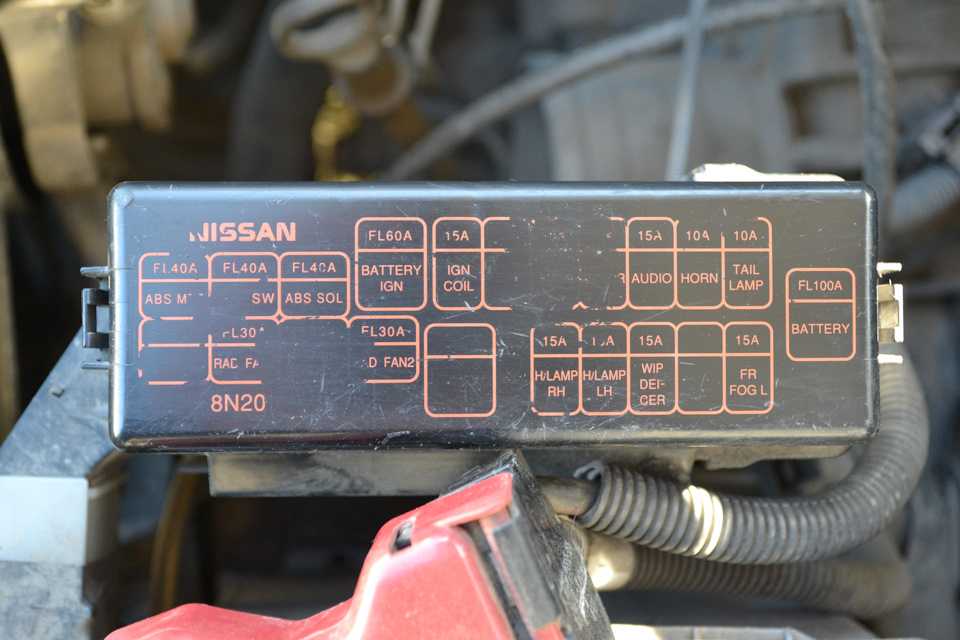 NISSAN
FL60A
BATTERY
IGN
15A
IGN
COIL
15A
AUDIO
10A
HORN
10A
TAIL
LAMP
FL40A
ABS
FL40A
SW
FL40A
ABS SOL
FL100A
BATTERY
FL30A
RAD
FL30A
FAN2
15A
H/LAMP
RH
H/LAMP
LH
15A
WIP
DEI-
CER
15A
FR
FOG L
8N20